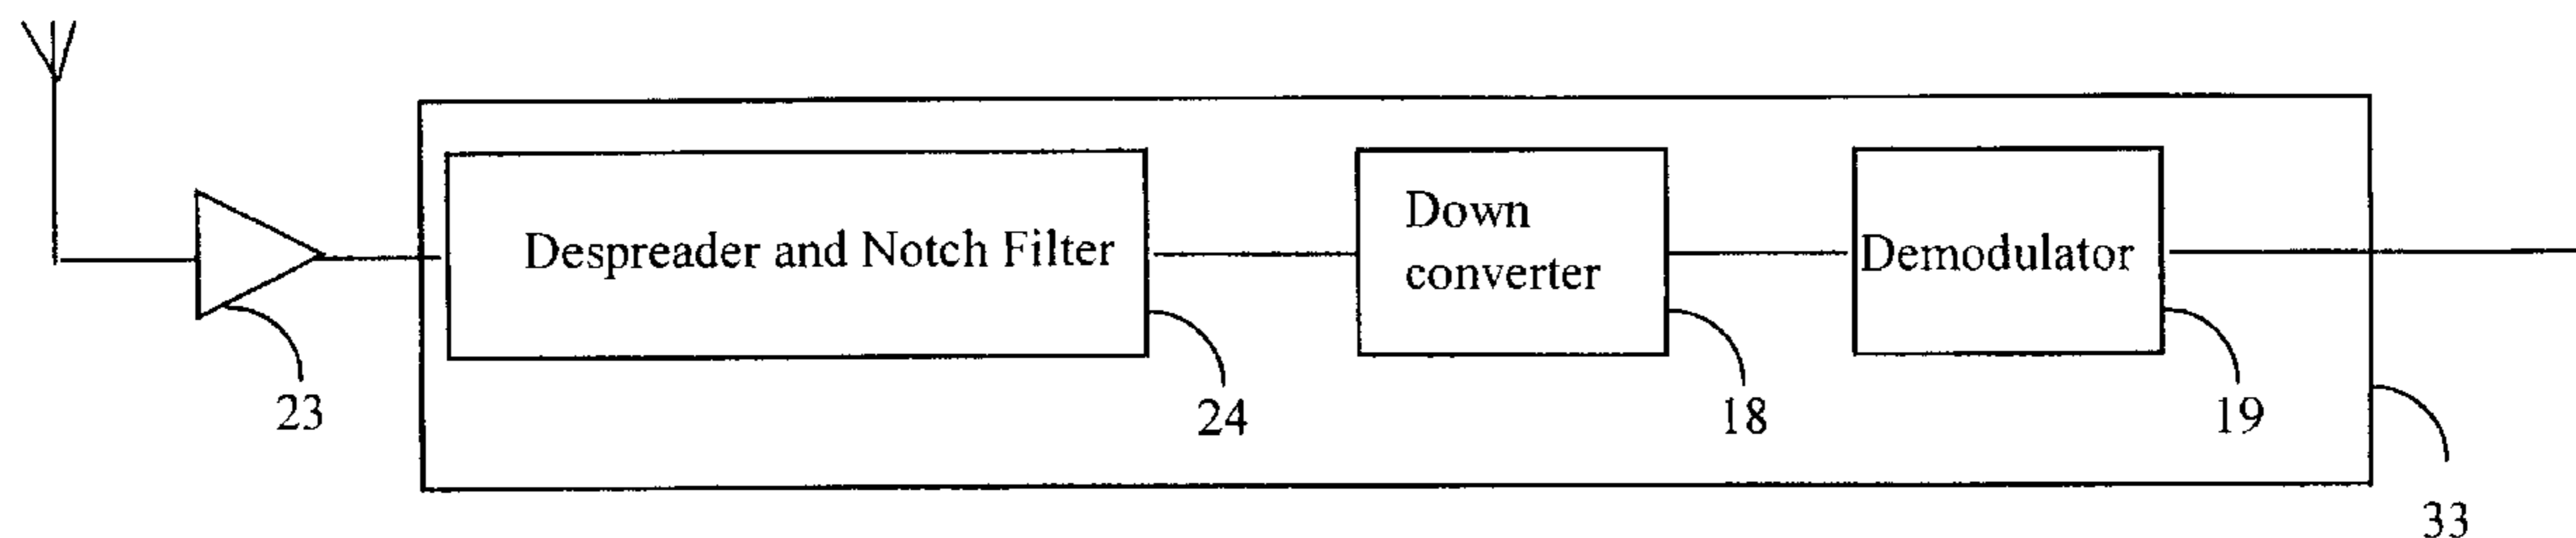 Despreader and Notch Filter
Down
converter
Demodulator
23
24
18
19
33